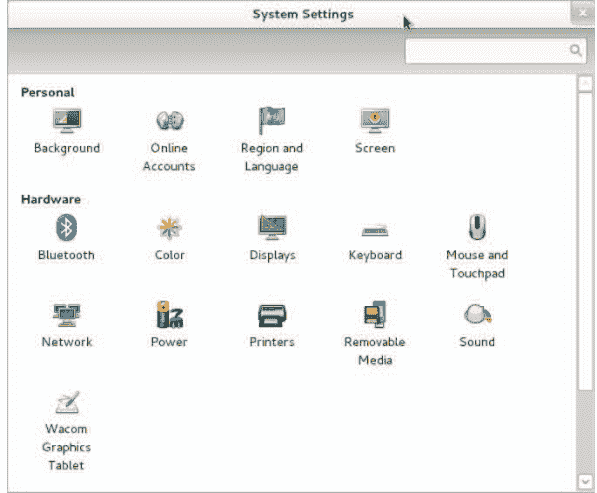 System Settings
Personal
Background
Online
Accounts
Region and
Language
Screen
Hardware
Bluetooth
Color
Displays
Keyboard
Mouse and
Touchpad
Network
Power
Printers
Removable
Media
Sound
Wacom
Graphics
Tablet